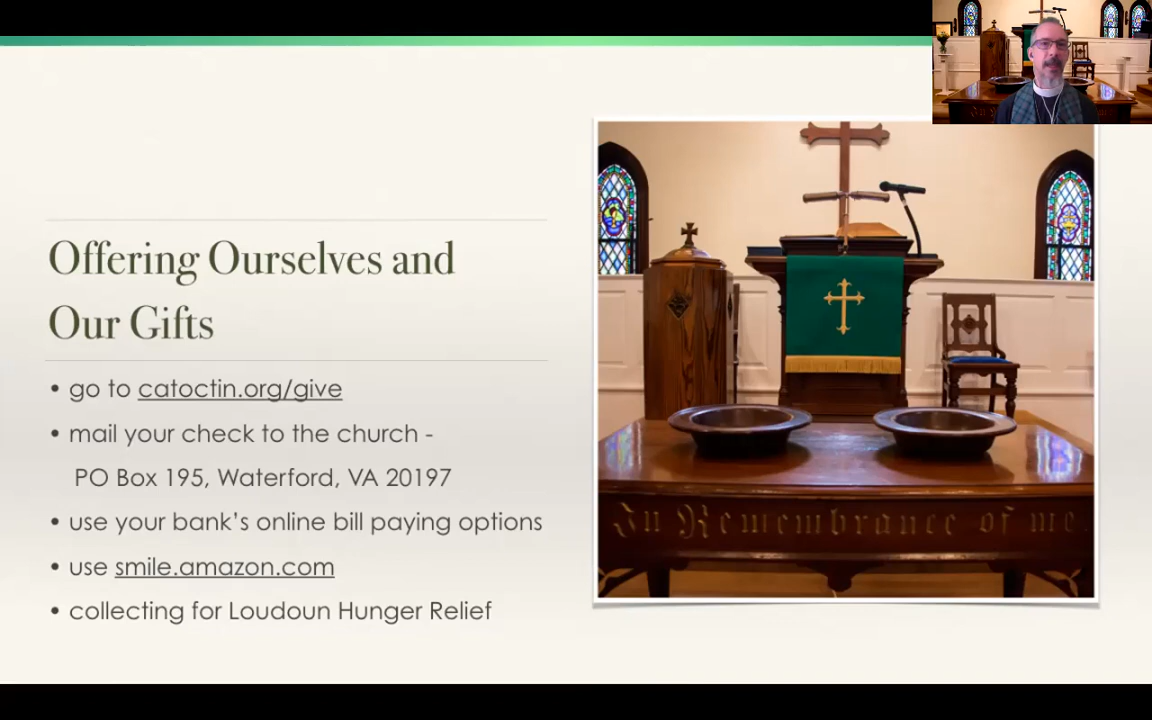 Offering Ourselves and
Our Gifts
• go to catoctin.org/give
• mail your check to the church -
PO Box 195, Waterford, VA 20197
• use your bank’s online bill paying options
• use smile.amazon.com
• collecting for Loudoun Hunger Relief
In Remembrance of me.